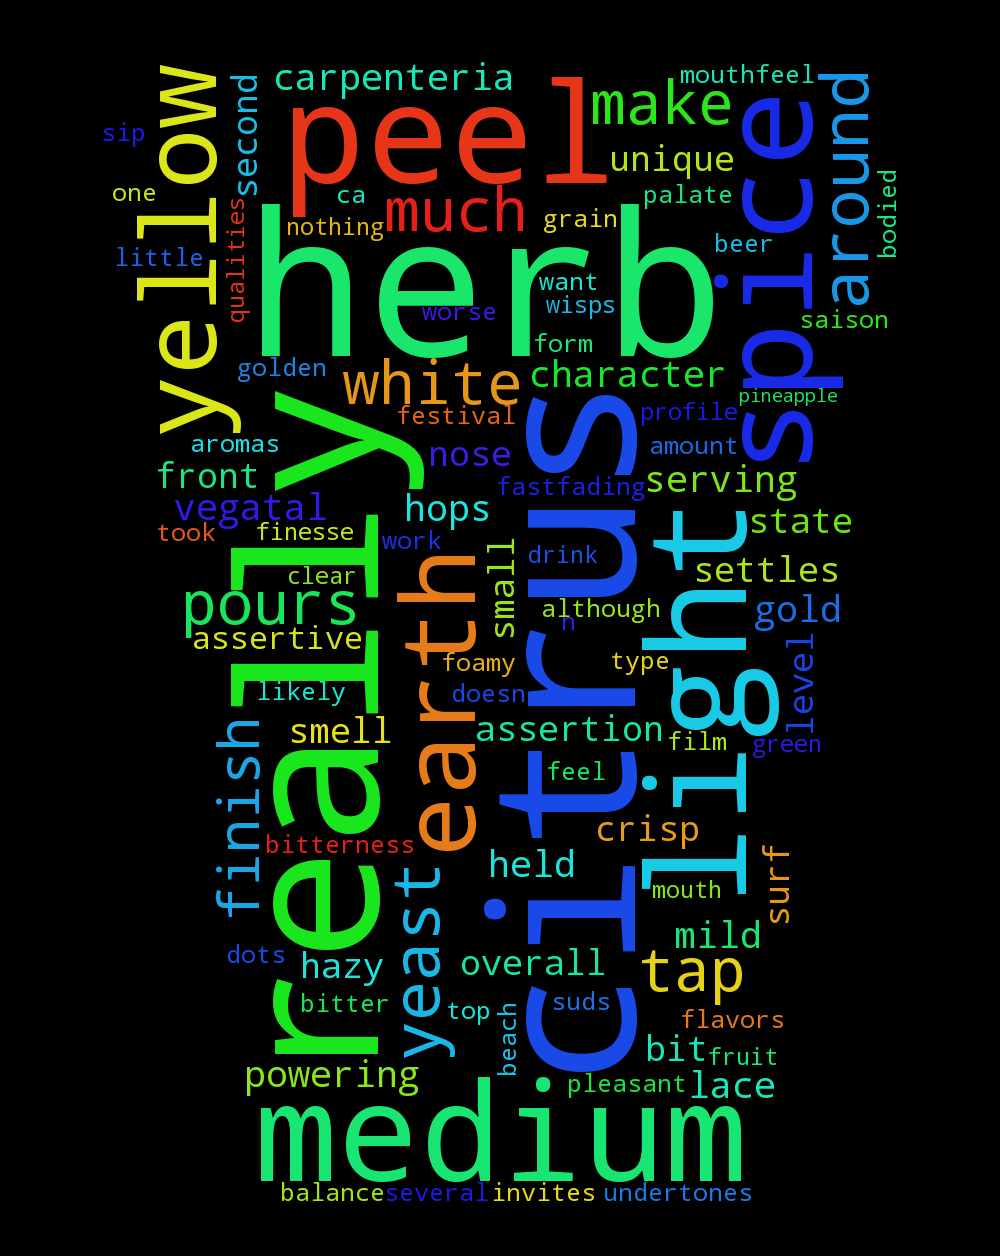 yellow
second
carpenteria
peel
make
mouthfeel
spice
around
sip
unique
one
ca
palate
bodied
qualities
much
nothing
grain
herb
beer
little
want
wisps
worse
saison
form
golden
white
character
pineapple
festival
profile
really
citrus
aromas
nose
amount
front
fastfading
serving
vegatal
hops
light
state
took
finesse
work
small
drink
earth
clear
settles
pours
although
n
gold
assertive
foamy
type
level
likely
doesn
finish
smell
assertion
film
green
feel
bitterness
crisp
held
surf
yeast
mouth
dots
hazy
overall
mild
tap
bitter
top
beach
suds
flavors
bit
fruit
powering
pleasant
lace
medium
balance
several
invites
undertones